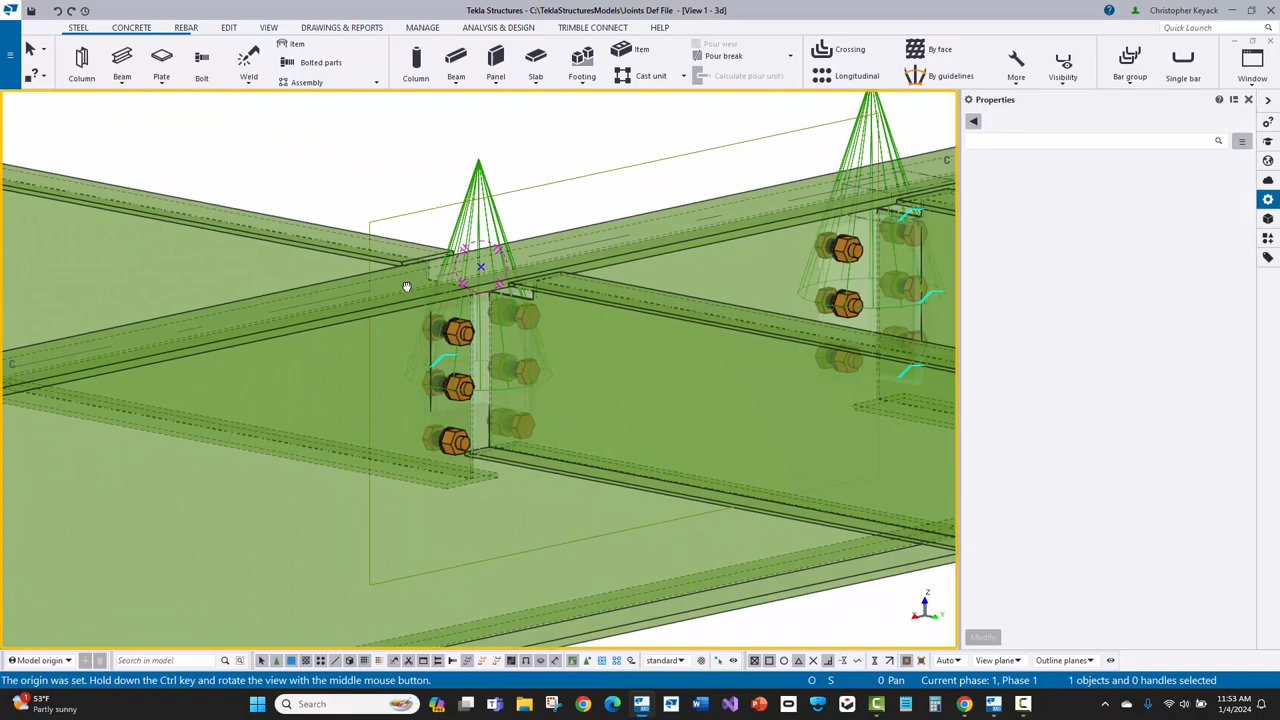 Tekla Structures - C:\TeklaStructuresModels\Joints Def File - [View 1 - 3d]
Christopher Keyack
STEEL CONCRETE REBAR EDIT VIEW DRAWINGS & REPORTS MANAGE ANALYSIS & DESIGN TRIMBLE CONNECT HELP
Quick Launch
Item
Bolted parts
Assembly
Column Beam Plate Bolt Weld
Column Beam Panel Slab Footing
Item
Cast unit
Pour view
Pour break
Calculate pour units
Crossing
Longitudinal
By face
By guidelines
More
Visibility
Bar group
Single bar
Window
Properties
C
C
Z
X
Y
Modify
Model origin
Search in model
standard
Auto
View plane
Outline planes
The origin was set. Hold down the Ctrl key and rotate the view with the middle mouse button.
O S 0 Pan Current phase: 1, Phase 1 1 objects and 0 handles selected
53°F
Partly sunny
Search
11:53 AM
1/4/2024